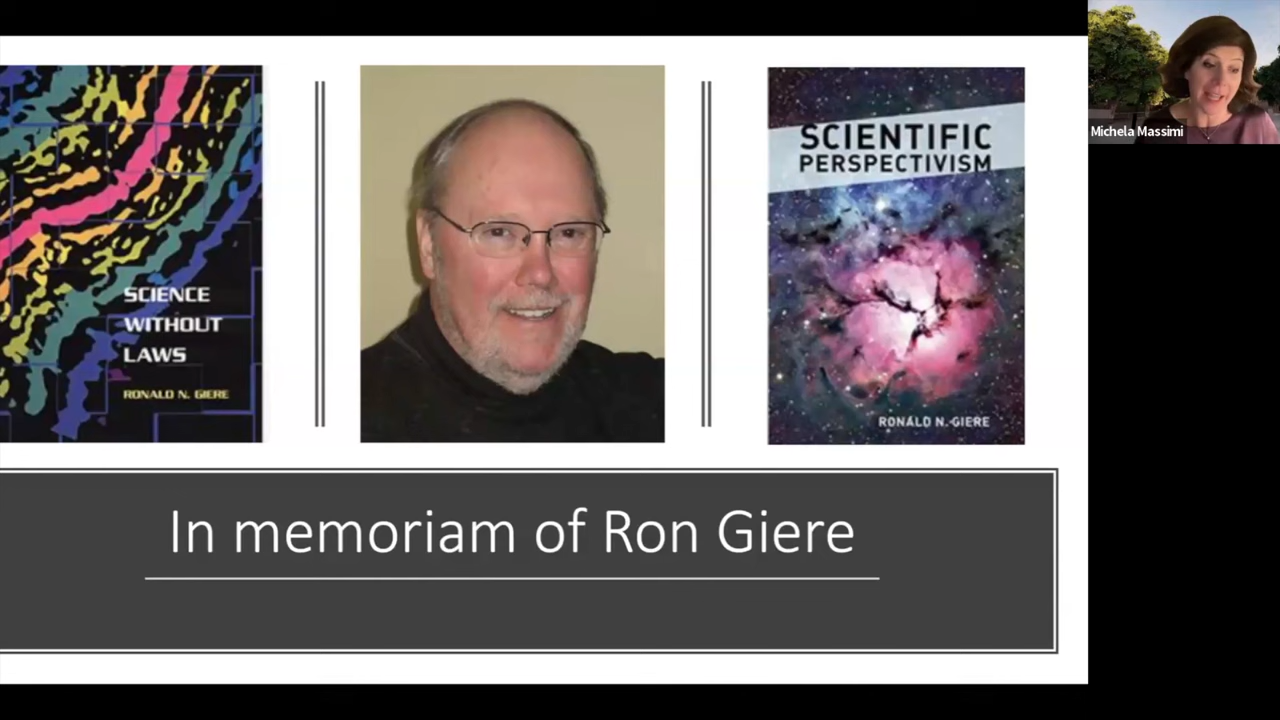 SCIENCE
WITHOUT
LAWS
RONALD N. GIERE
SCIENTIFIC
PERSPECTIVISM
RONALD N. GIERE
Michela Massimi
In memoriam of Ron Giere